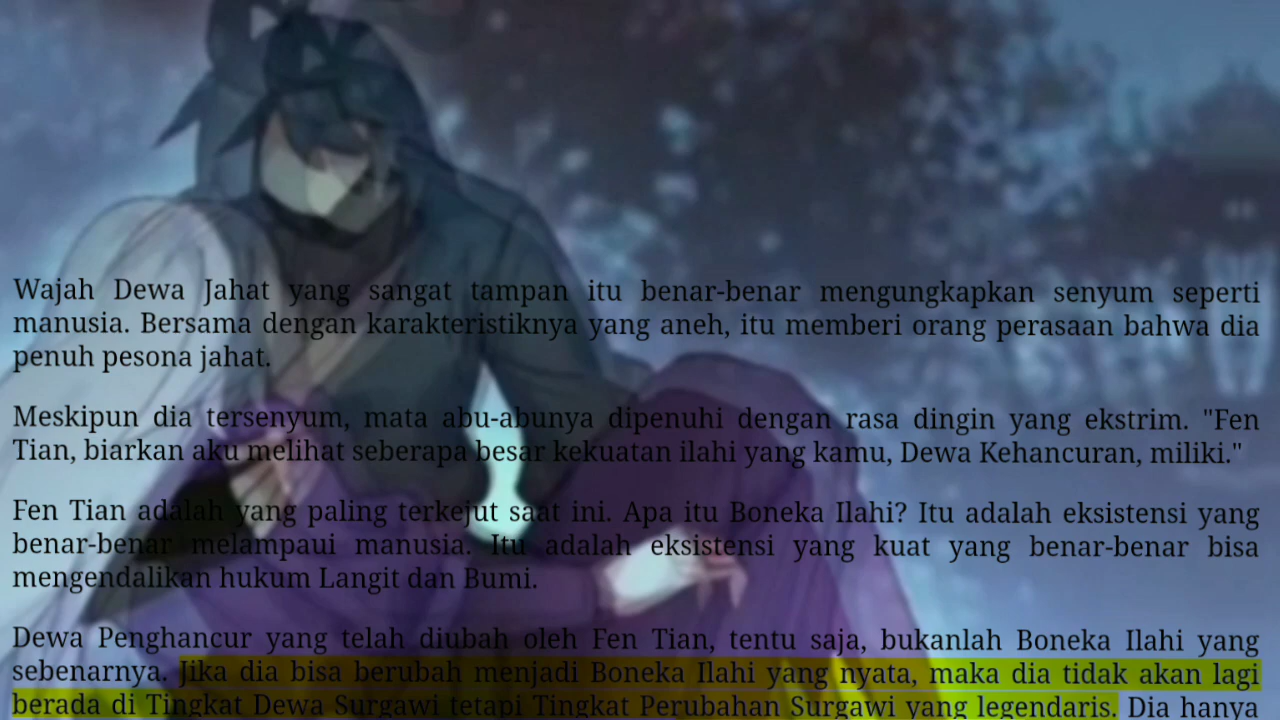 Wajah Dewa Jahat yang sangat tampan itu benar-benar mengungkapkan senyum seperti
manusia. Bersama dengan karakteristiknya yang aneh, itu memberi orang perasaan bahwa dia
penuh pesona jahat.
Meskipun dia tersenyum, mata abu-abunya dipenuhi dengan rasa dingin yang ekstrim. "Fen
Tian, biarkan aku melihat seberapa besar kekuatan ilahi yang kamu, Dewa Kehancuran, miliki."
Fen Tian adalah yang paling terkejut saat ini. Apa itu Boneka Ilahi? Itu adalah eksistensi yang
benar-benar melampaui manusia. Itu adalah eksistensi yang kuat yang benar-benar bisa
mengendalikan hukum Langit dan Bumi.
Dewa Penghancur yang telah diubah oleh Fen Tian, tentu saja, bukanlah Boneka Ilahi yang
sebenarnya. Jika dia bisa berubah menjadi Boneka Ilahi yang nyata, maka dia tidak akan lagi
berada di Tingkat Dewa Surgawi tetapi Tingkat Perubahan Surgawi yang legendaris. Dia hanya